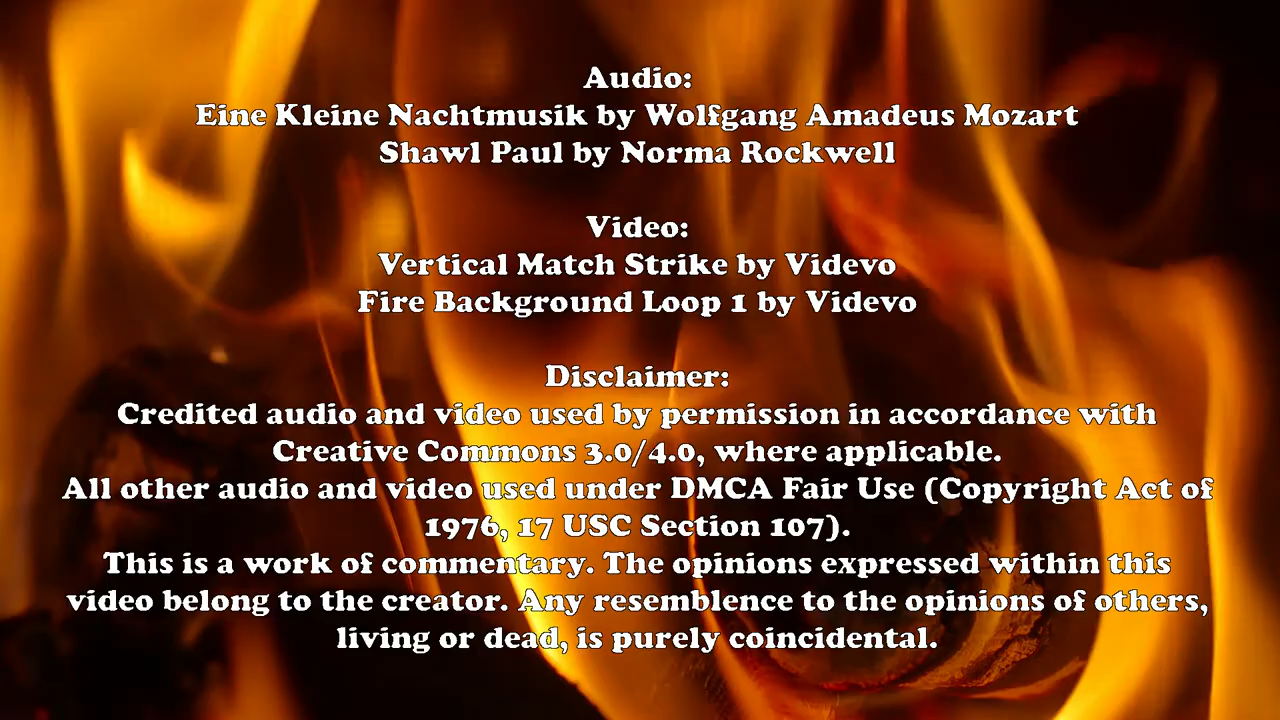 Audio:
Eine Kleine Nachtmusik by Wolfgang Amadeus Mozart
Shawl Paul by Norma Rockwell
Video:
Vertical Match Strike by Videvo
Fire Background Loop 1 by Videvo
Disclaimer:
Credited audio and video used by permission in accordance with
Creative Commons 3.0/4.0, where applicable.
All other audio and video used under DMCA Fair Use (Copyright Act of
1976, 17 USC Section 107).
This is a work of commentary. The opinions expressed within this
video belong to the creator. Any resemblence to the opinions of others,
living or dead, is purely coincidental.